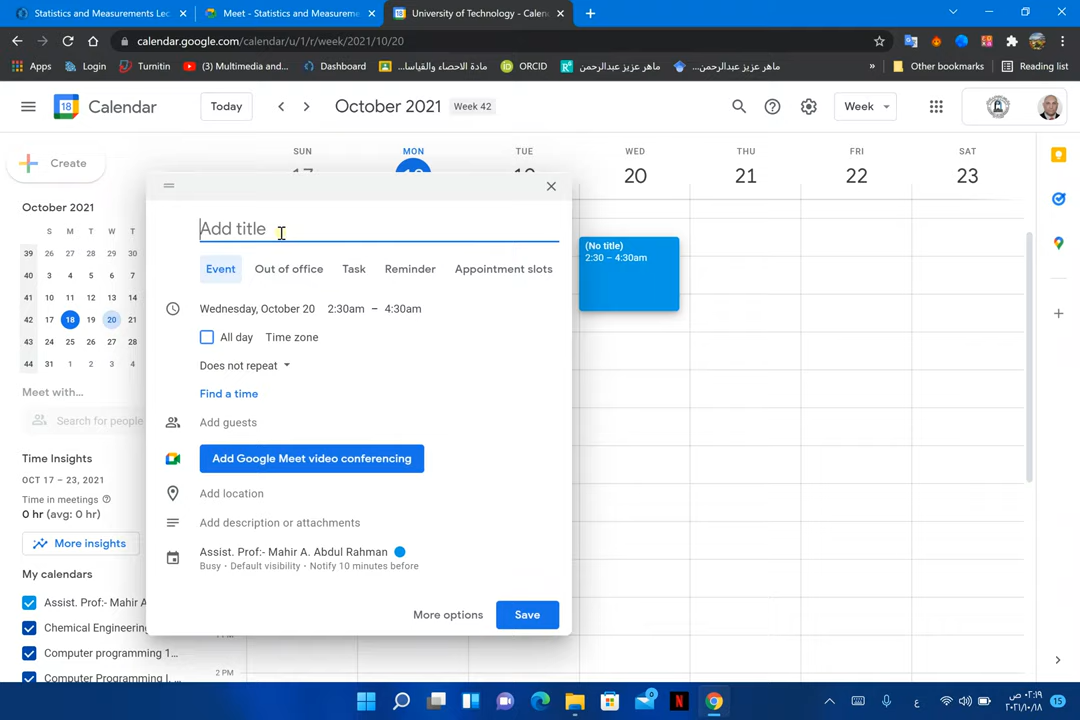 Statistics and Measurements Lec
Meet - Statistics and Measureme
University of Technology - Calen
calendar.google.com/calendar/u/1/r/week/2021/10/20
Apps
Login
Turnitin
(3) Multimedia and...
Dashboard
مادة الاحصاء والقياسا...
ORCID
ماهر عزيز عبدالرحمن
ماهر عزيز عبدالرحمن...
»
Other bookmarks
Reading list
18
Calendar
Today
October 2021
Week 42
Week
Create
SUN
MON
TUE
WED
THU
FRI
SAT
20
21
22
23
October 2021
S M T W T
39 26 27 28 29 30
40 3 4 5 6 7
41 10 11 12 13 14
42 17 18 19 20 21
43 24 25 26 27 28
44 31 1 2 3 4
Meet with...
Search for people
Time Insights
OCT 17 – 23, 2021
Time in meetings
0 hr (avg: 0 hr)
More insights
My calendars
Assist. Prof:- Mahir A
Chemical Engineering
Computer programming 1...
Computer Programming I,
Add title
Event
Out of office
Task
Reminder
Appointment slots
Wednesday, October 20 2:30am – 4:30am
All day Time zone
Does not repeat
Find a time
Add guests
Add Google Meet video conferencing
Add location
Add description or attachments
Assist. Prof:- Mahir A. Abdul Rahman
Busy · Default visibility · Notify 10 minutes before
More options
Save
(No title)
2:30 – 4:30am
2 PM
ع
٠٢:١٩ ص
٢٠٢١/١٠/١٨
15